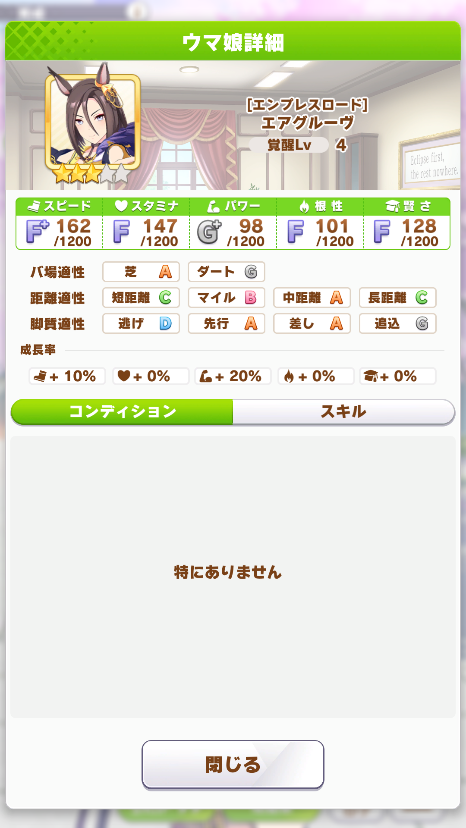 ウマ娘詳細
[エンプレスロード]
エアグルーヴ
覚醒Lv 4
Eclipse first,
the rest nowhere.
スピード スタミナ パワー 根性 賢さ
F+ 162 /1200 F 147 /1200 G+ 98 /1200 F 101 /1200 F 128 /1200
バ場適性 芝 A ダート G
距離適性 短距離 C マイル B 中距離 A 長距離 C
脚質適性 逃げ D 先行 A 差し A 追込 G
成長率
+ 10% + 0% + 20% + 0% + 0%
コンディション スキル
特にありません
閉じる